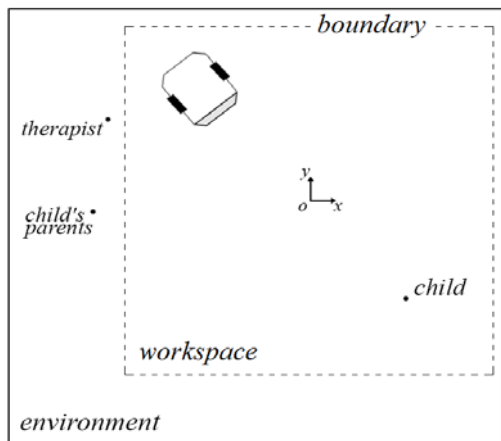 boundary
therapist
y
o
x
child's
parents
child
workspace
environment